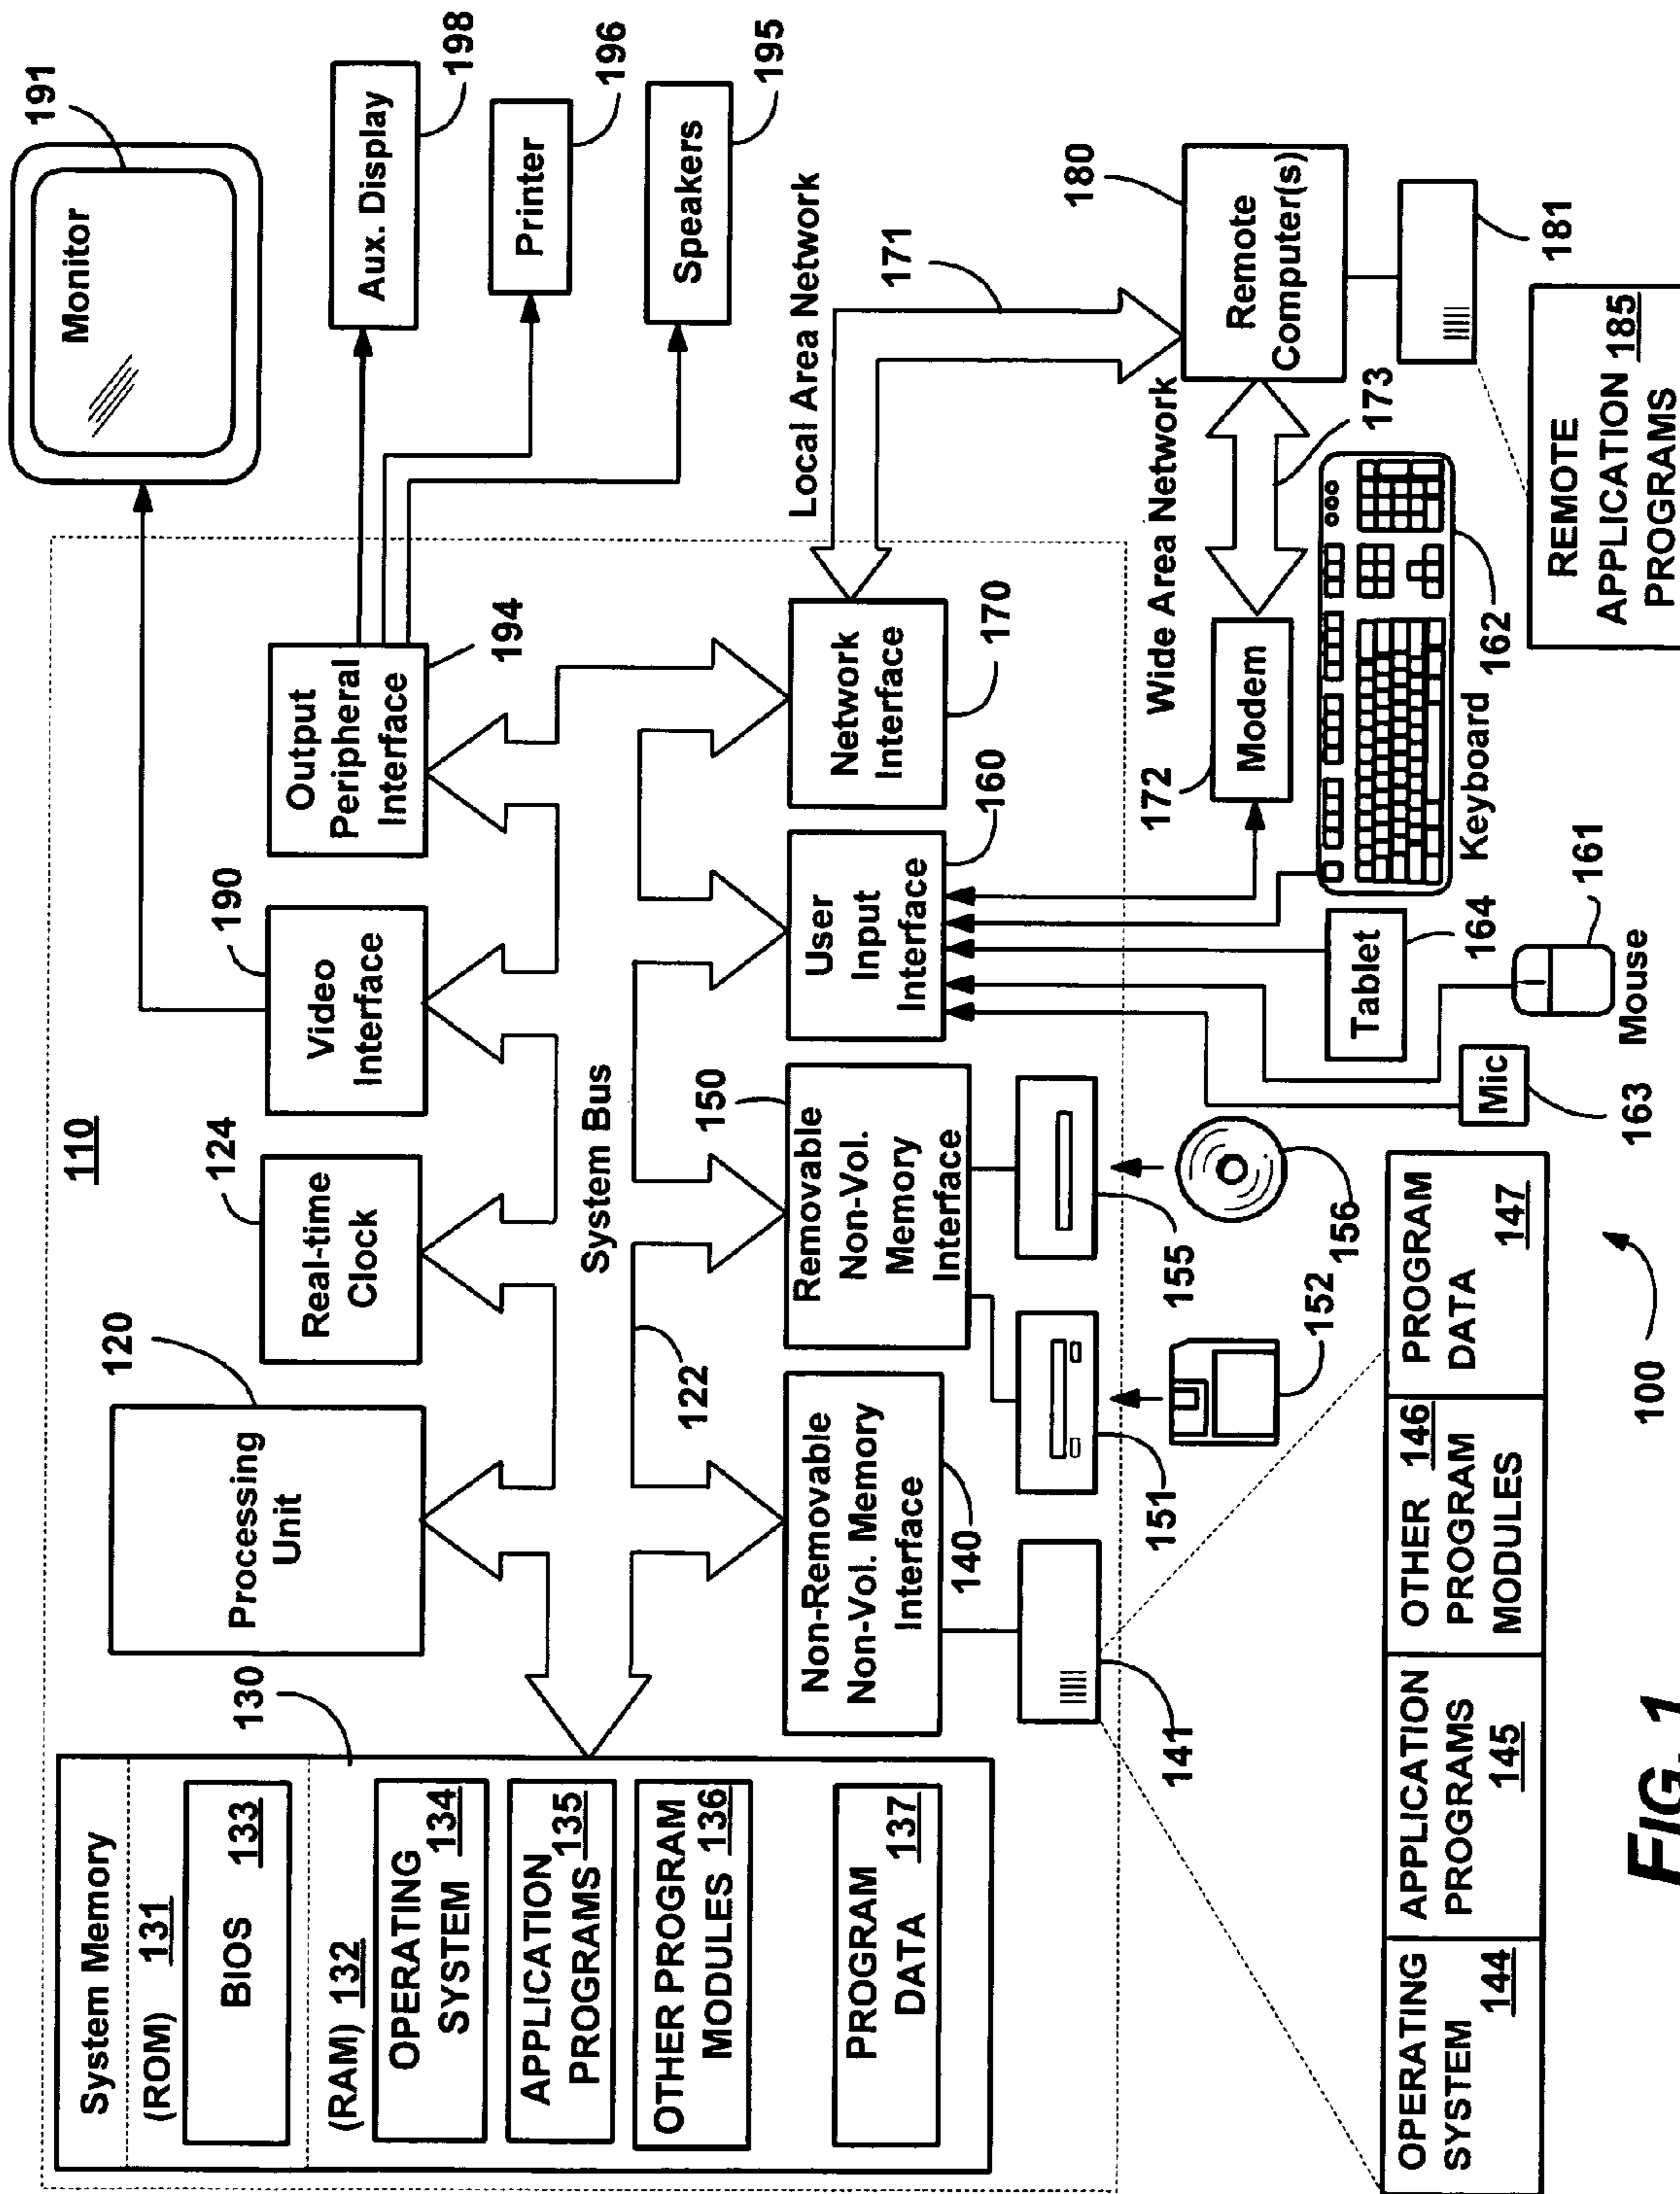 110
Monitor
191
System Memory
(ROM) 131
BIOS 133
(RAM) 132
OPERATING
SYSTEM 134
APPLICATION
PROGRAMS 135
OTHER PROGRAM
MODULES 136
PROGRAM
DATA 137
130
Processing
Unit
120
Real-time
Clock
124
Video
Interface
190
Output
Peripheral
Interface
194
Aux. Display
198
Printer
196
Speakers
195
System Bus
122
Non-Removable
Non-Vol. Memory
Interface
140
Removable
Non-Vol.
Memory
Interface
150
User
Input
Interface
160
Network
Interface
170
Local Area Network
171
141
151
152
155
156
Wide Area Network
173
Modem
172
Remote
Computer(s)
180
181
Keyboard
162
Tablet
164
Mouse
161
Mic
163
REMOTE
APPLICATION 185
PROGRAMS
OPERATING
SYSTEM 144
APPLICATION
PROGRAMS
145
OTHER 146
PROGRAM
MODULES
PROGRAM
DATA 147
100
FIG. 1